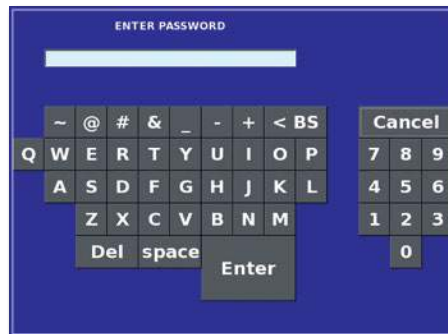 ENTER PASSWORD
~ @ # & _ - + < BS Cancel
Q W E R T Y U I O P 7 8 9
A S D F G H J K L 4 5 6
Z X C V B N M 1 2 3
Del space Enter 0